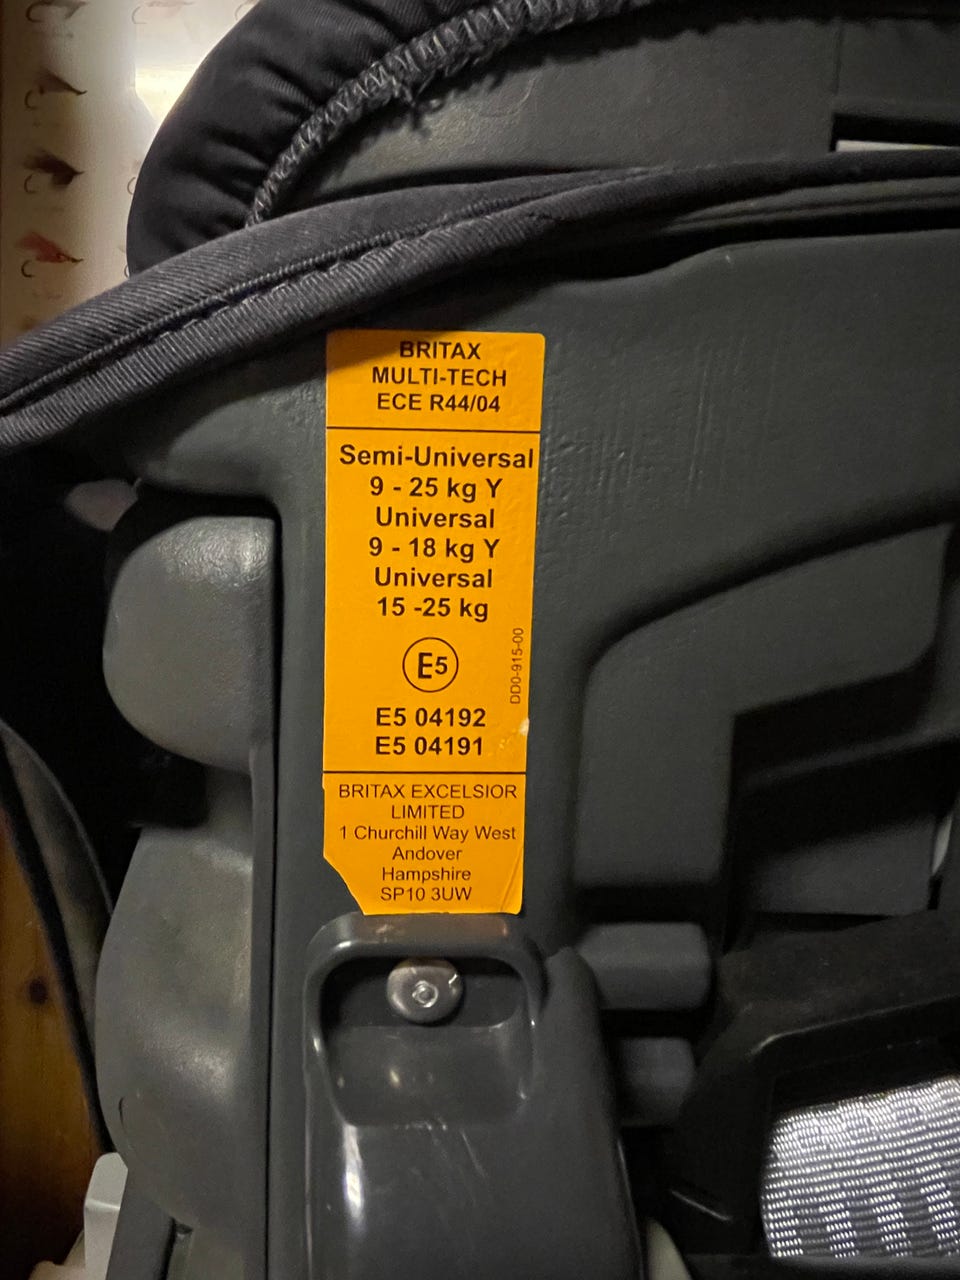 BRITAX
MULTI-TECH
ECE R44/04
Semi-Universal
9 - 25 kg Y
Universal
9 - 18 kg Y
Universal
15 -25 kg
E5
DD0-915-00
E5 04192
E5 04191
BRITAX EXCELSIOR
LIMITED
1 Churchill Way West
Andover
Hampshire
SP10 3UW